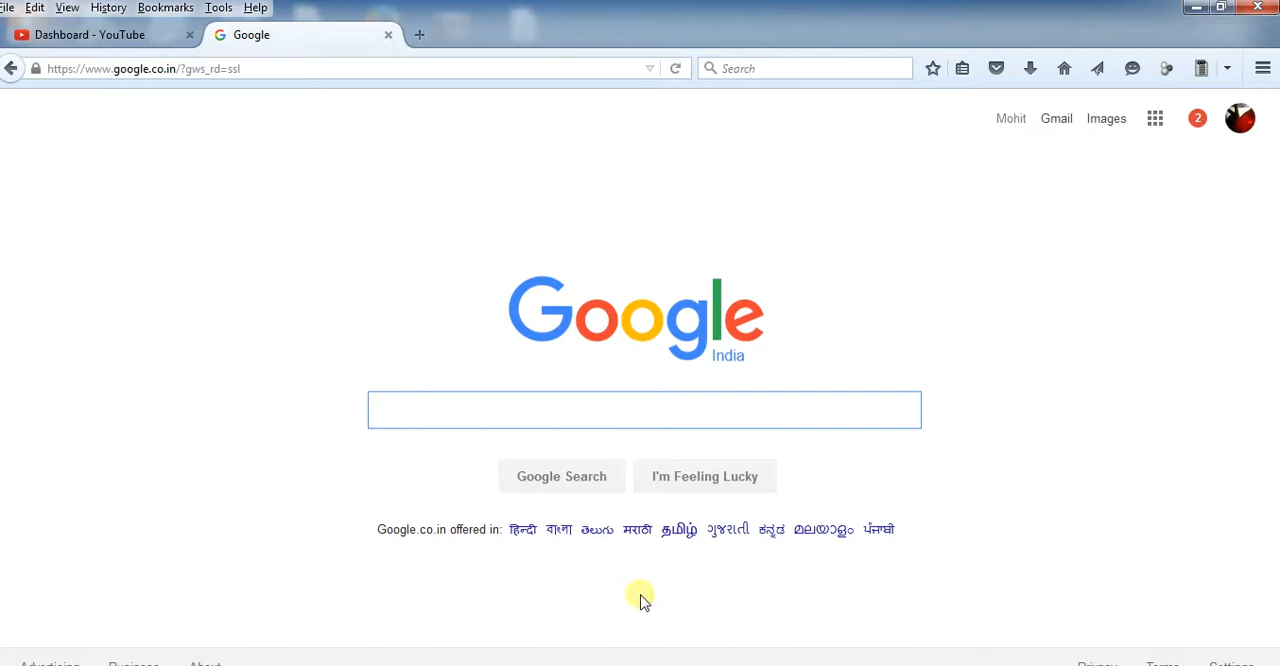 File Edit View History Bookmarks Tools Help
Dashboard - YouTube
Google
https://www.google.co.in/?gws_rd=ssl
Search
Mohit Gmail Images 2
Google
India
Google Search I'm Feeling Lucky
Google.co.in offered in: हिन्दी বাংলা తెలుగు मराठी தமிழ் ગુજરાતી ಕನ್ನಡ മലയാളം ਪੰਜਾਬੀ
Advertising Business About Privacy Terms Settings